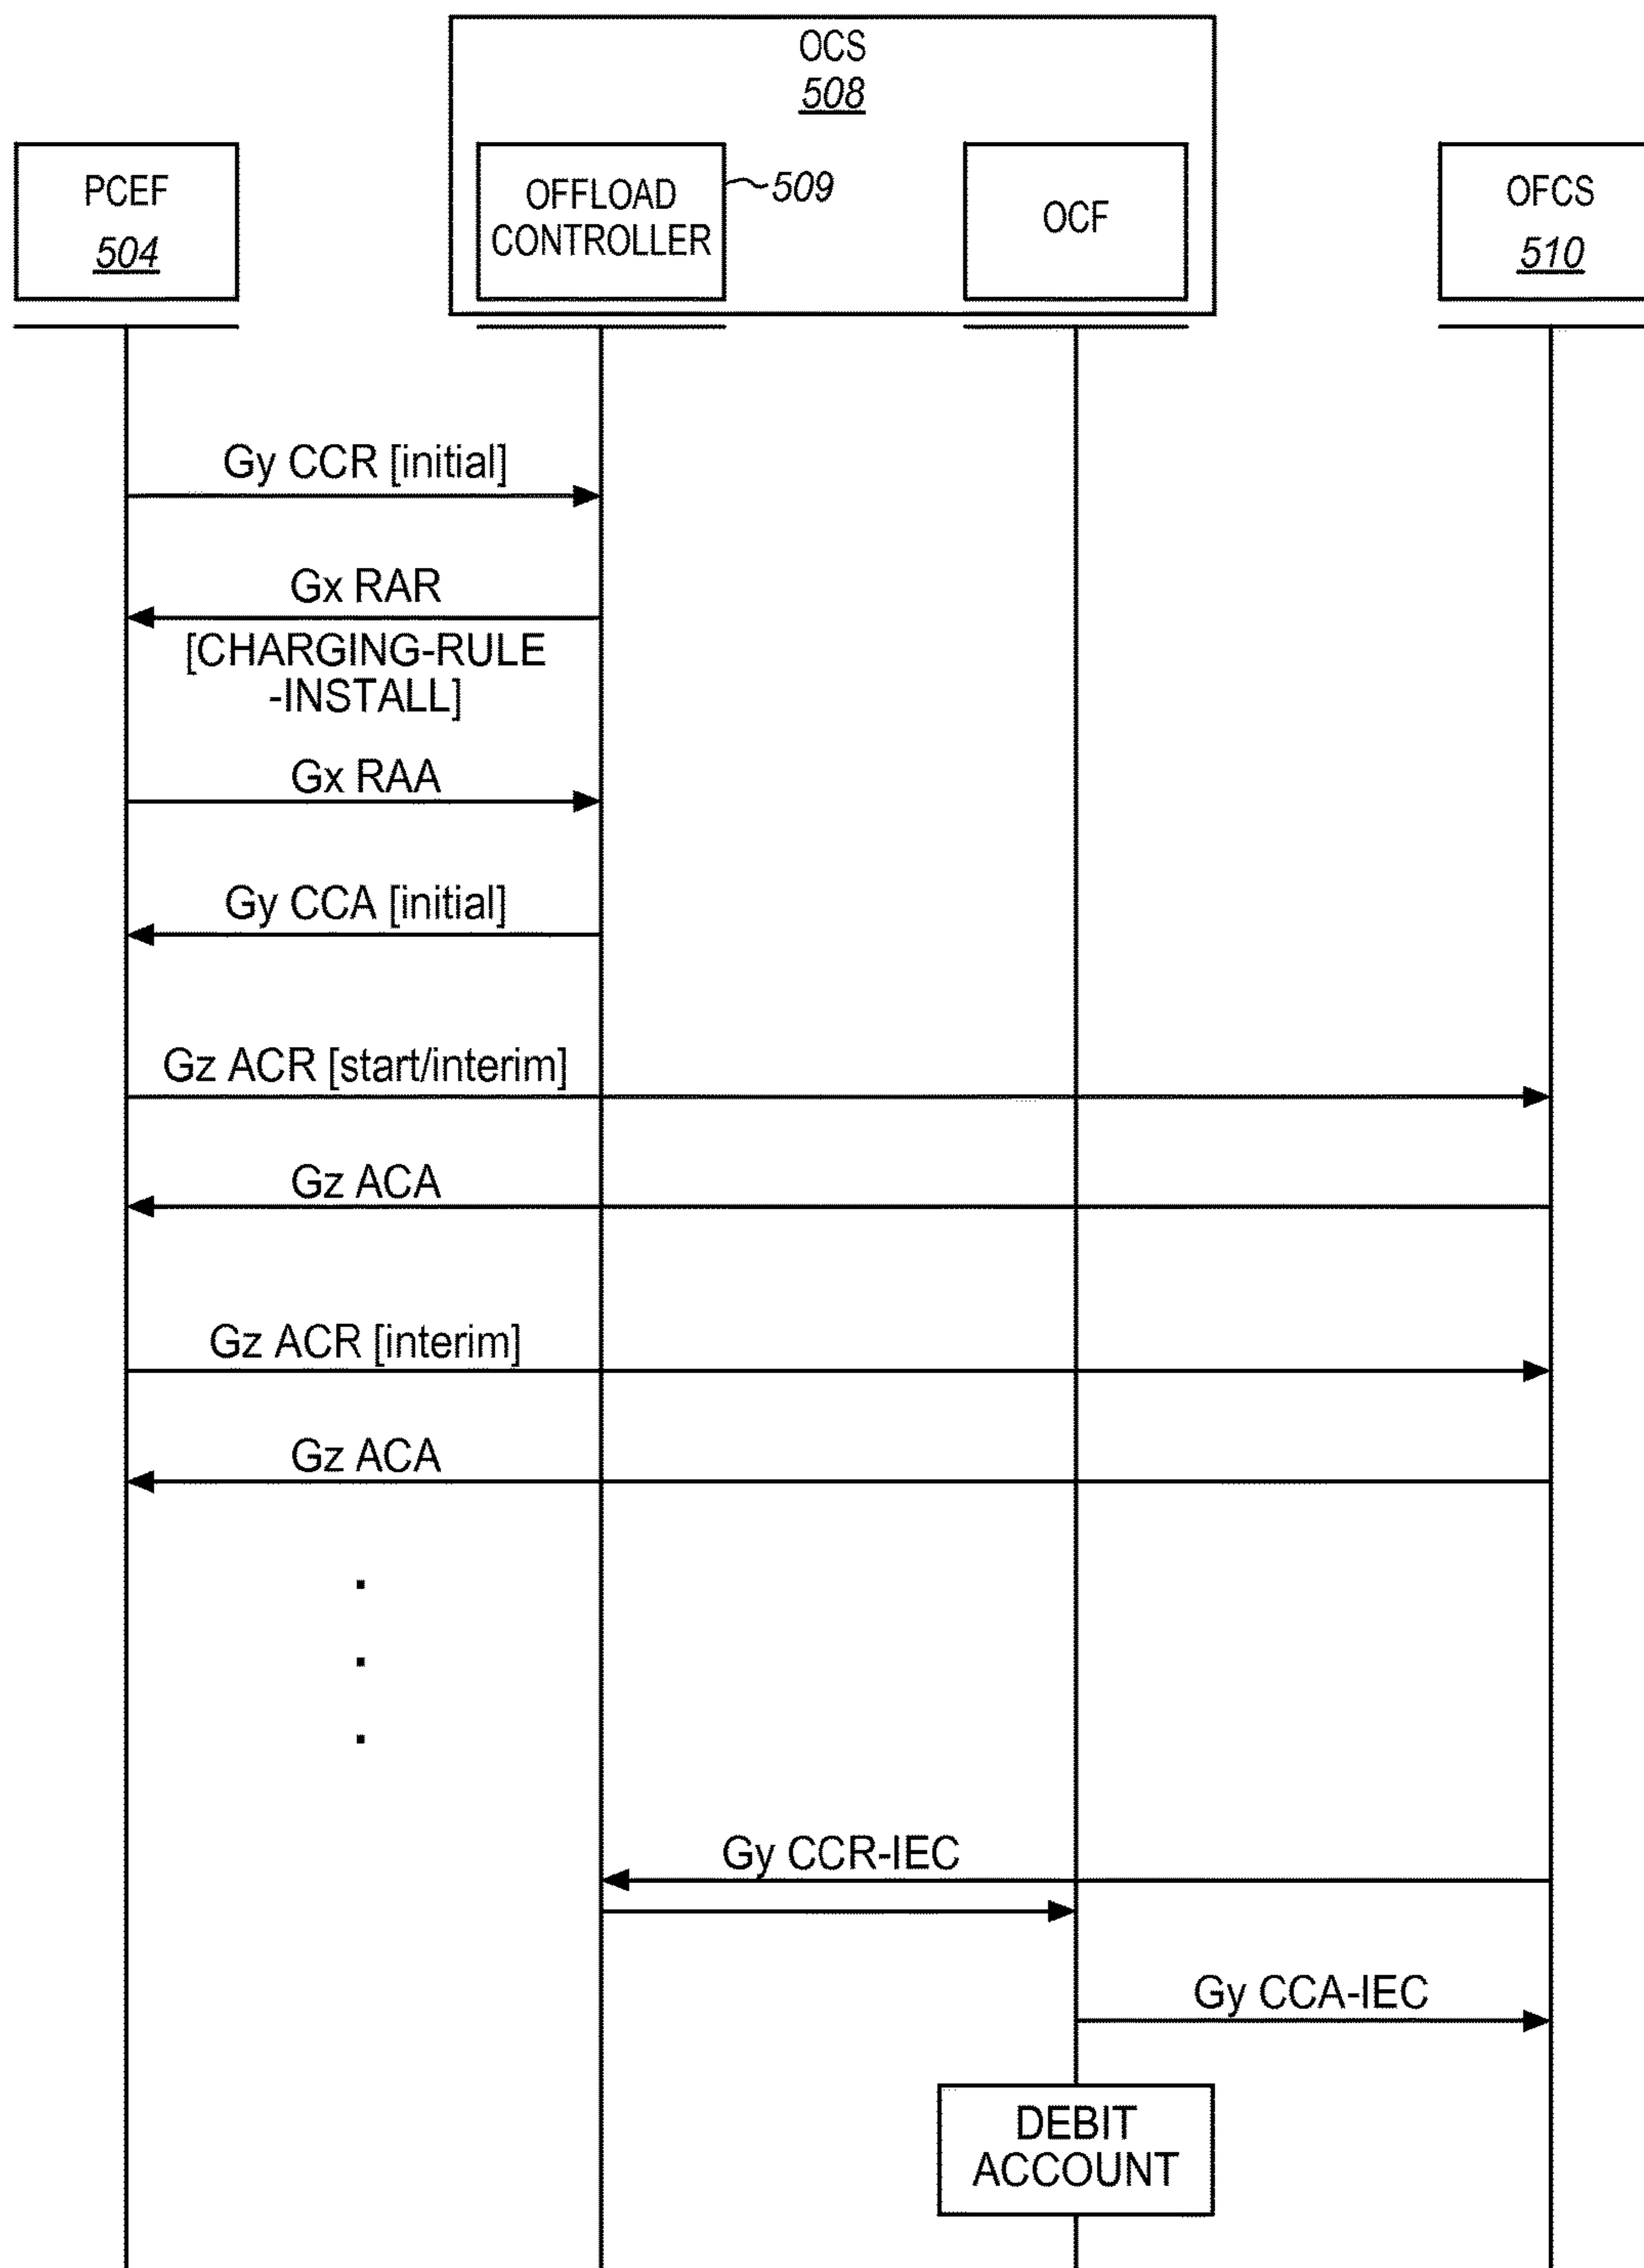 OCS
508
PCEF
504
OFFLOAD
CONTROLLER
509
OCF
OFCS
510
Gy CCR [initial]
Gx RAR
[CHARGING-RULE
-INSTALL]
Gx RAA
Gy CCA [initial]
Gz ACR [start/interim]
Gz ACA
Gz ACR [interim]
Gz ACA
Gy CCR-IEC
Gy CCA-IEC
DEBIT
ACCOUNT